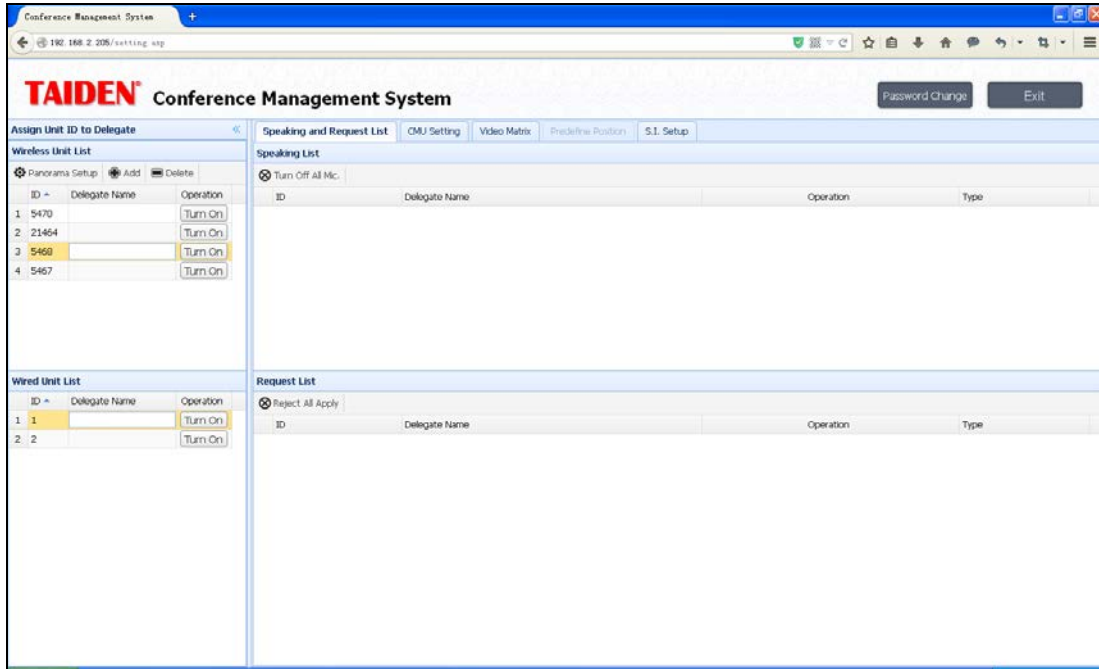 Conference Management System
192.168.2.205/setting.asp
TAIDEN® Conference Management System
Password Change
Exit
Assign Unit ID to Delegate
Speaking and Request List
CMU Setting
Video Matrix
Predefine Position
S.I. Setup
Wireless Unit List
Speaking List
Panorama Setup
Add
Delete
Turn Off All Mic.
ID Delegate Name Operation
ID Delegate Name Operation Type
1 5470 Turn On
2 21464 Turn On
3 5468 Turn On
4 5467 Turn On
Wired Unit List
Request List
ID Delegate Name Operation
Reject All Apply
1 1 Turn On
ID Delegate Name Operation Type
2 2 Turn On